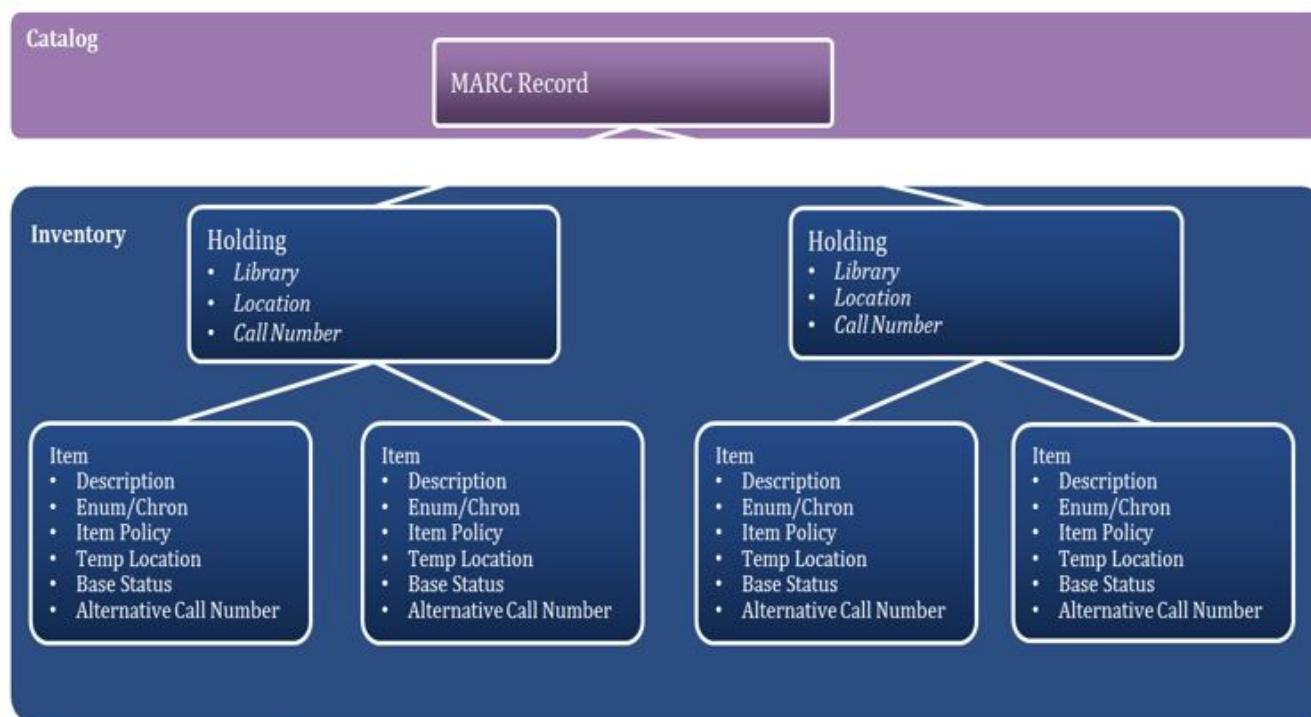 Catalog
MARC Record
Inventory
Holding
• Library
• Location
• Call Number
Holding
• Library
• Location
• Call Number
Item
• Description
• Enum/Chron
• Item Policy
• Temp Location
• Base Status
• Alternative Call Number
Item
• Description
• Enum/Chron
• Item Policy
• Temp Location
• Base Status
• Alternative Call Number
Item
• Description
• Enum/Chron
• Item Policy
• Temp Location
• Base Status
• Alternative Call Number
Item
• Description
• Enum/Chron
• Item Policy
• Temp Location
• Base Status
• Alternative Call Number